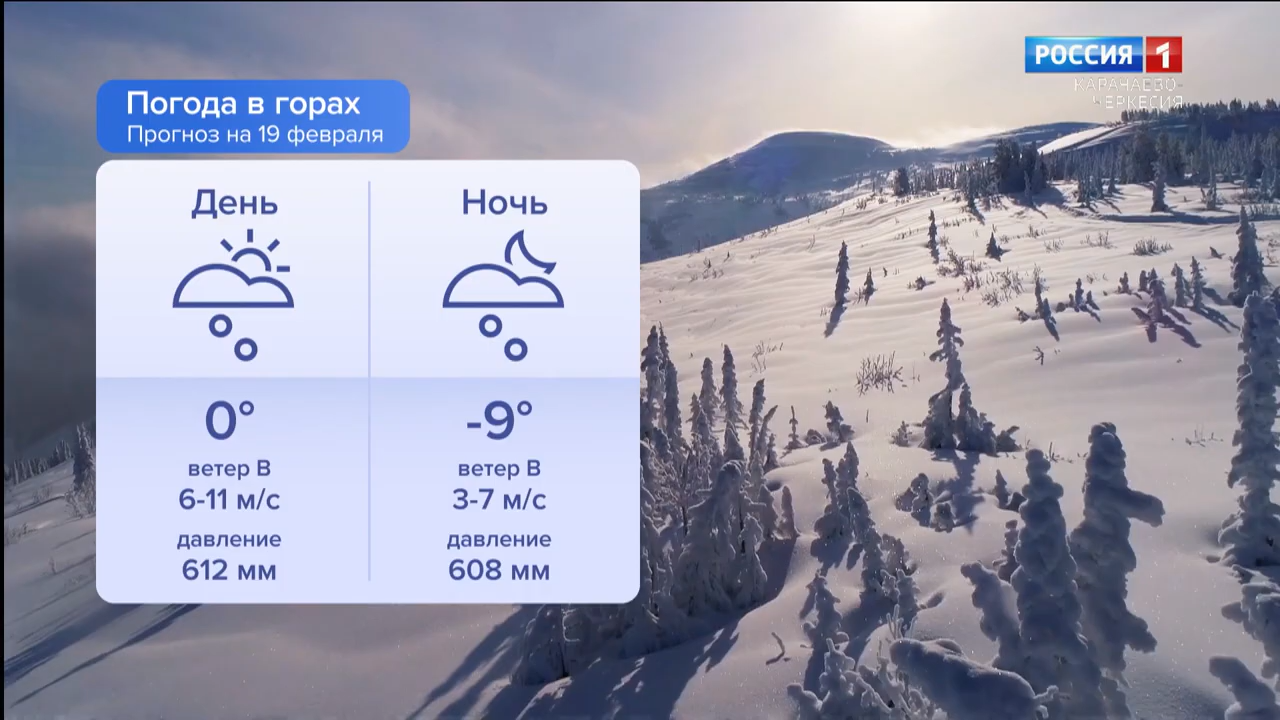 РОССИЯ 1
КАРАЧАЕВО-
ЧЕРКЕСИЯ
Погода в горах
Прогноз на 19 февраля
День
0°
ветер В
6-11 м/с
давление
612 мм
Ночь
-9°
ветер В
3-7 м/с
давление
608 мм